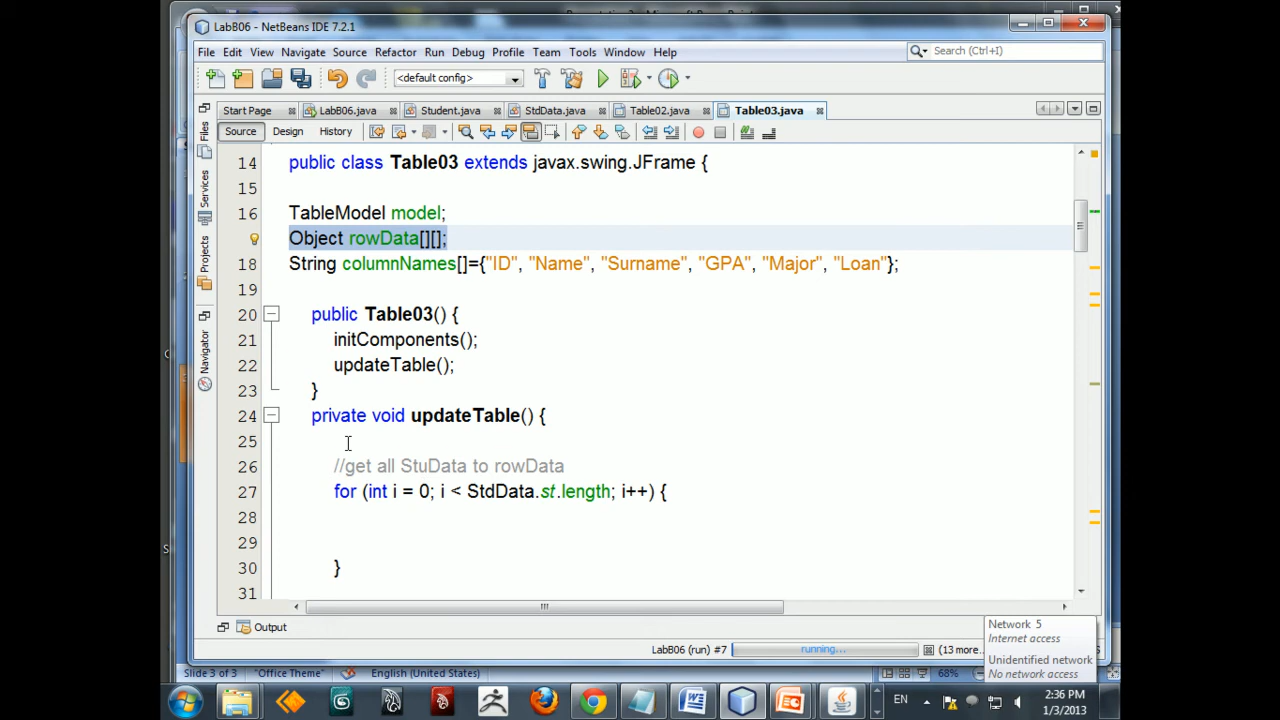 LabB06 - NetBeans IDE 7.2.1
File Edit View Navigate Source Refactor Run Debug Profile Team Tools Window Help
Search (Ctrl+I)
<default config>
Start Page LabB06.java Student.java StdData.java Table02.java Table03.java
Source Design History
Files
Services
Projects
Navigator
14 public class Table03 extends javax.swing.JFrame {
15
16 TableModel model;
Object rowData[][];
18 String columnNames[]={"ID", "Name", "Surname", "GPA", "Major", "Loan"};
19
20 public Table03() {
21 initComponents();
22 updateTable();
23 }
24 private void updateTable() {
25
26 //get all StuData to rowData
27 for (int i = 0; i < StdData.st.length; i++) {
28
29
30 }
31
Output
LabB06 (run) #7 running... (13 more...
Network 5
Internet access
Unidentified network
No network access
Slide 3 of 3 "Office Theme" English (United States) 68%
EN
2:36 PM
1/3/2013